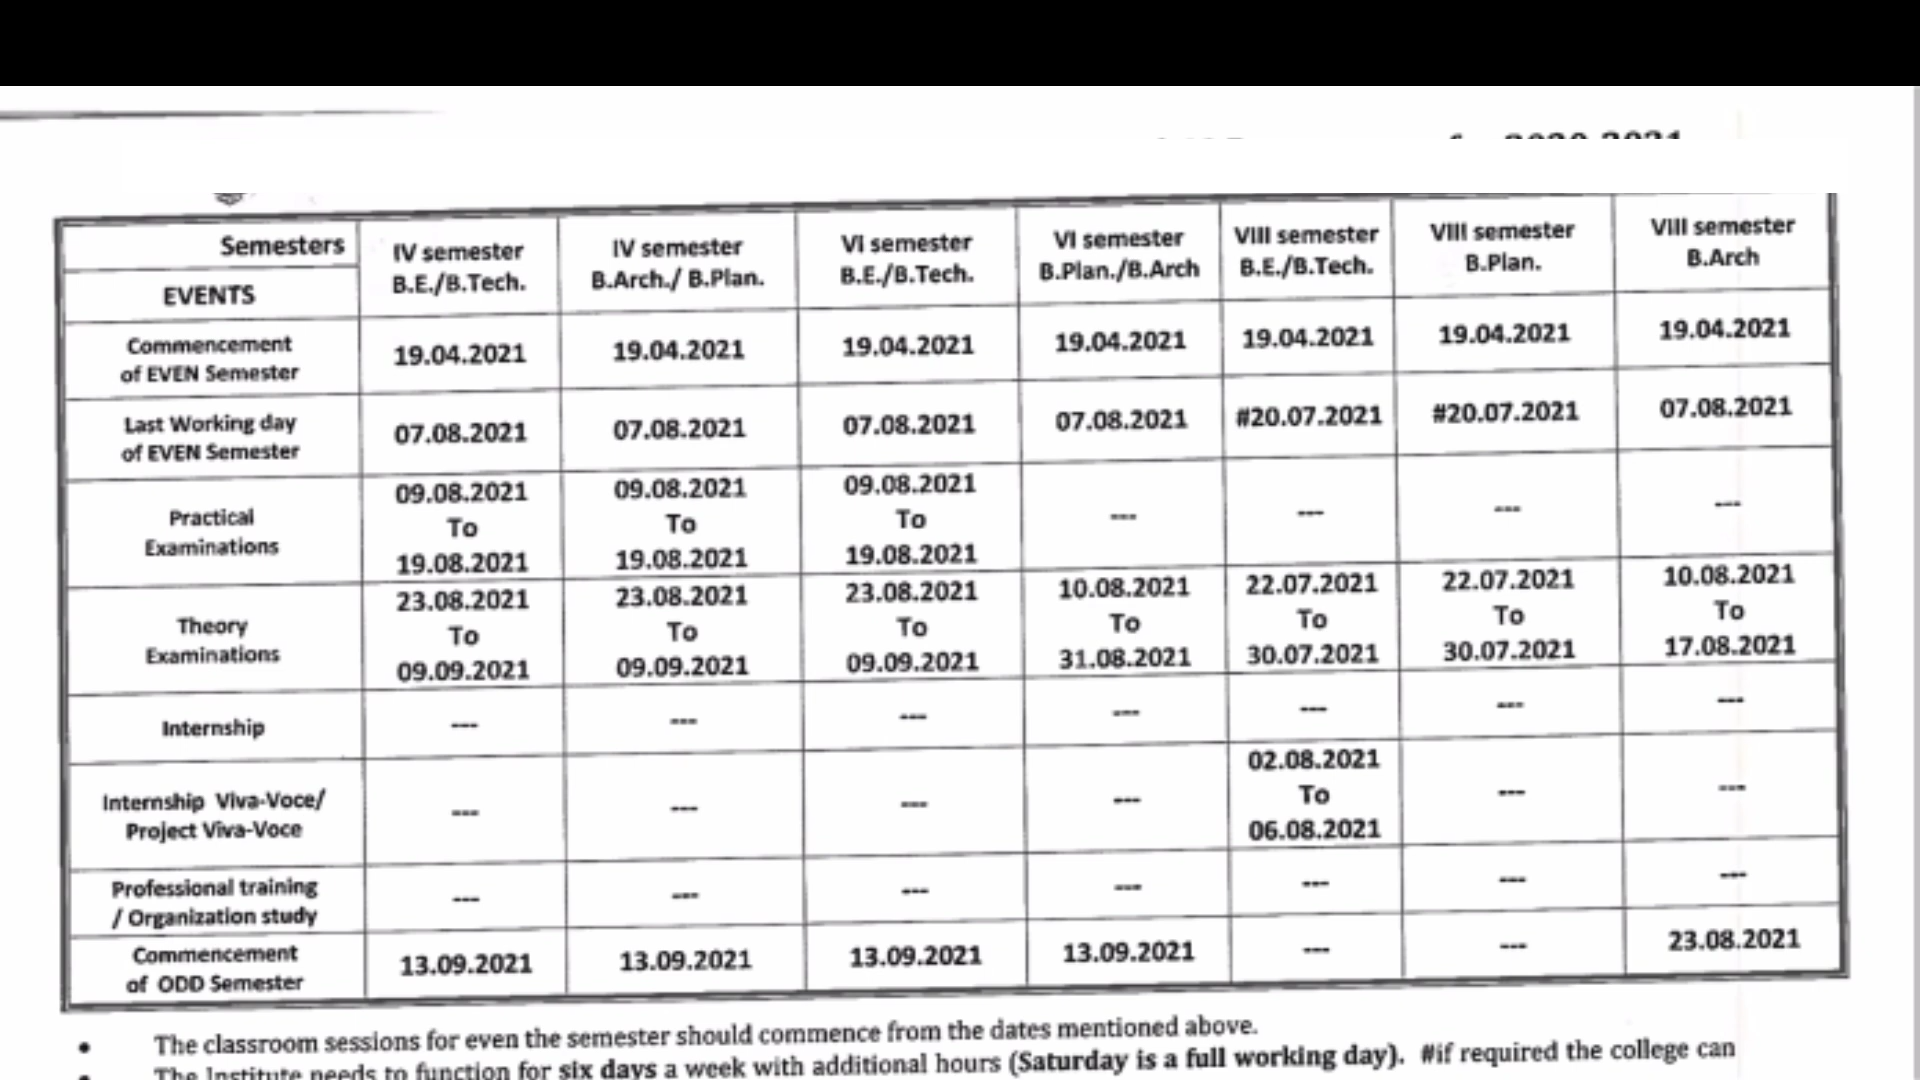 2020-2021
Semesters
EVENTS
IV semester
B.E./B.Tech.
IV semester
B.Arch./ B.Plan.
VI semester
B.E./B.Tech.
VI semester
B.Plan./B.Arch
VIII semester
B.E./B.Tech.
VIII semester
B.Plan.
VIII semester
B.Arch
Commencement
of EVEN Semester
19.04.2021 19.04.2021 19.04.2021 19.04.2021 19.04.2021 19.04.2021 19.04.2021
Last Working day
of EVEN Semester
07.08.2021 07.08.2021 07.08.2021 07.08.2021 #20.07.2021 #20.07.2021 07.08.2021
Practical
Examinations
09.08.2021
To
19.08.2021
09.08.2021
To
19.08.2021
09.08.2021
To
19.08.2021
--- --- --- ---
Theory
Examinations
23.08.2021
To
09.09.2021
23.08.2021
To
09.09.2021
23.08.2021
To
09.09.2021
10.08.2021
To
31.08.2021
22.07.2021
To
30.07.2021
22.07.2021
To
30.07.2021
10.08.2021
To
17.08.2021
Internship
--- --- --- --- --- --- ---
Internship Viva-Voce/
Project Viva-Voce
--- --- --- ---
02.08.2021
To
06.08.2021
--- ---
Professional training
/ Organization study
--- --- --- --- --- --- ---
Commencement
of ODD Semester
13.09.2021 13.09.2021 13.09.2021 13.09.2021 --- --- 23.08.2021
• The classroom sessions for even the semester should commence from the dates mentioned above.
• The Institute needs to function for six days a week with additional hours (Saturday is a full working day). #if required the college can